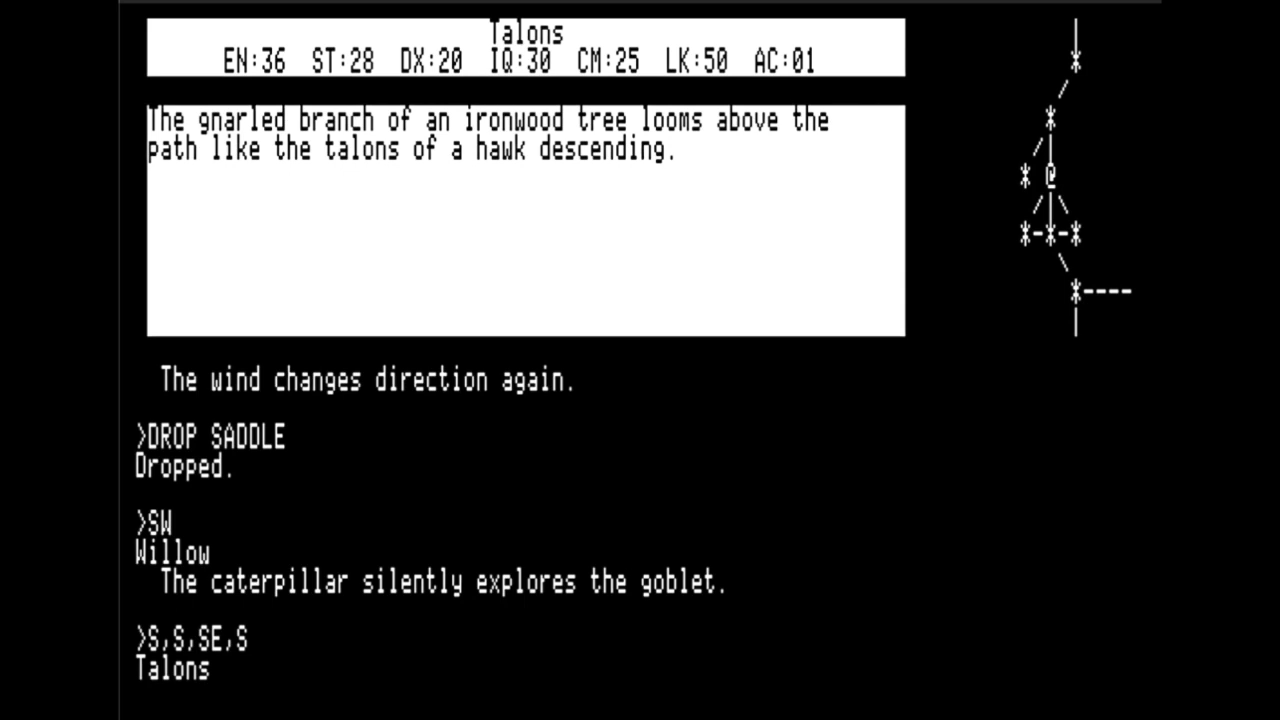 Talons
EN:36 ST:28 DX:20 IQ:30 CM:25 LK:50 AC:01
The gnarled branch of an ironwood tree looms above the
path like the talons of a hawk descending.
The wind changes direction again.
>DROP SADDLE
Dropped.
>SW
Willow
The caterpillar silently explores the goblet.
>S,S,SE,S
Talons